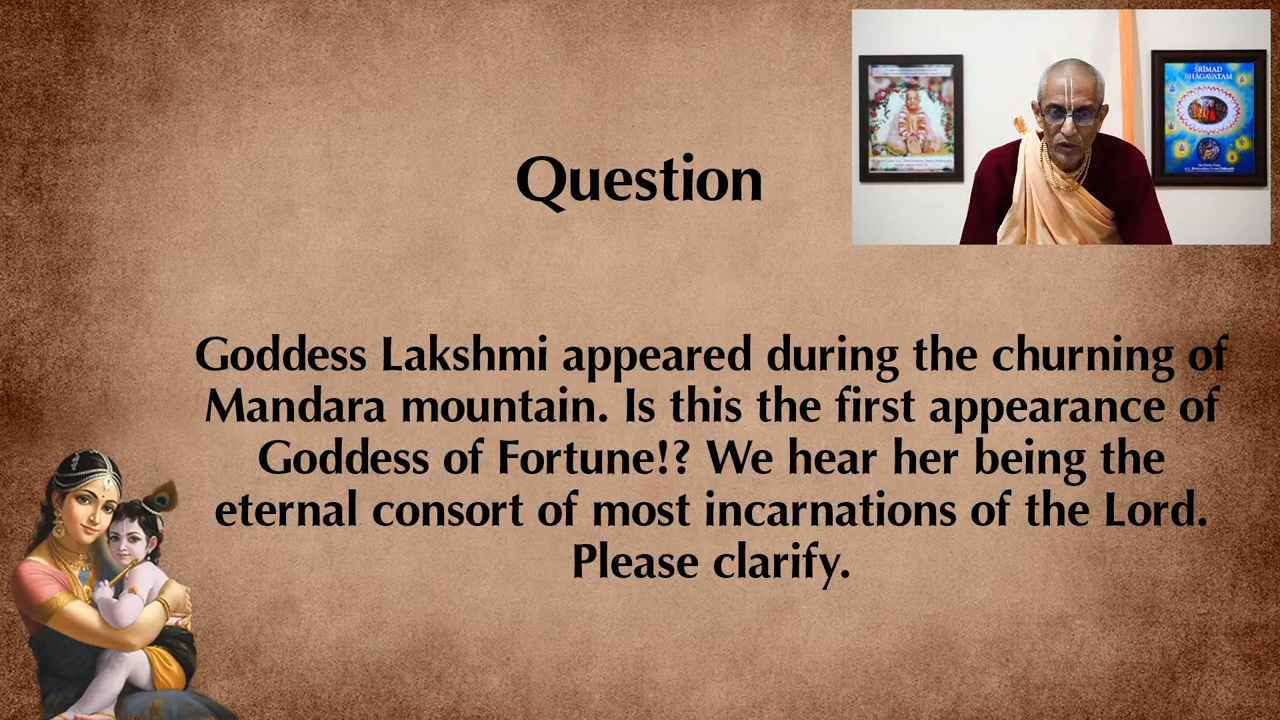 Question
SRIMAD
BHAGAVATAM
Goddess Lakshmi appeared during the churning of
Mandara mountain. Is this the first appearance of
Goddess of Fortune!? We hear her being the
eternal consort of most incarnations of the Lord.
Please clarify.